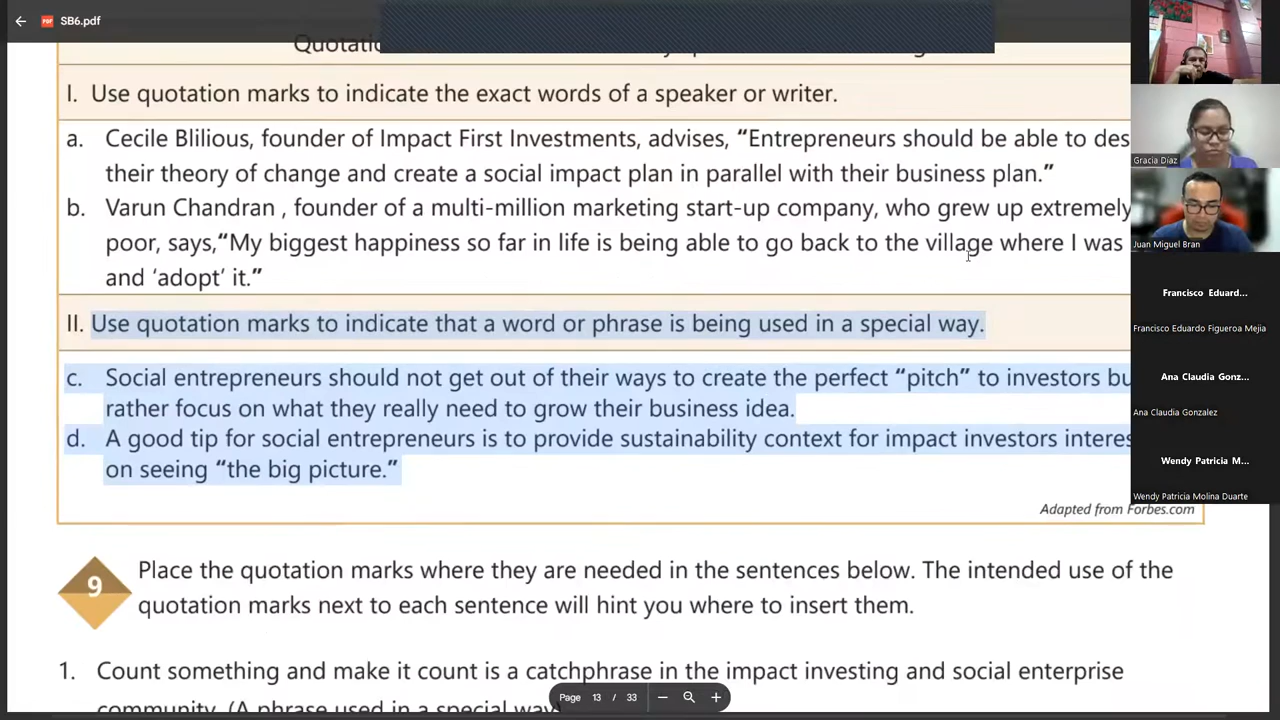 SB6.pdf
I. Use quotation marks to indicate the exact words of a speaker or writer.
a. Cecile Blilious, founder of Impact First Investments, advises, “Entrepreneurs should be able to
their theory of change and create a social impact plan in parallel with their business plan.”
b. Varun Chandran , founder of a multi-million marketing start-up company, who grew up extremely
poor, says,“My biggest happiness so far in life is being able to go back to the village where I was
and ‘adopt’ it.”
II. Use quotation marks to indicate that a word or phrase is being used in a special way.
c. Social entrepreneurs should not get out of their ways to create the perfect “pitch” to investors
rather focus on what they really need to grow their business idea.
d. A good tip for social entrepreneurs is to provide sustainability context for impact investors
on seeing “the big picture.”
Adapted from Forbes.com
9 Place the quotation marks where they are needed in the sentences below. The intended use of the
quotation marks next to each sentence will hint you where to insert them.
1. Count something and make it count is a catchphrase in the impact investing and social enterprise
community. (A phrase used in a special way)
Page 13 / 33
Gracia Díaz
Juan Miguel Bran
Francisco Eduard...
Francisco Eduardo Figueroa Mejia
Ana Claudia Gonz...
Ana Claudia Gonzalez
Wendy Patricia M...
Wendy Patricia Molina Duarte